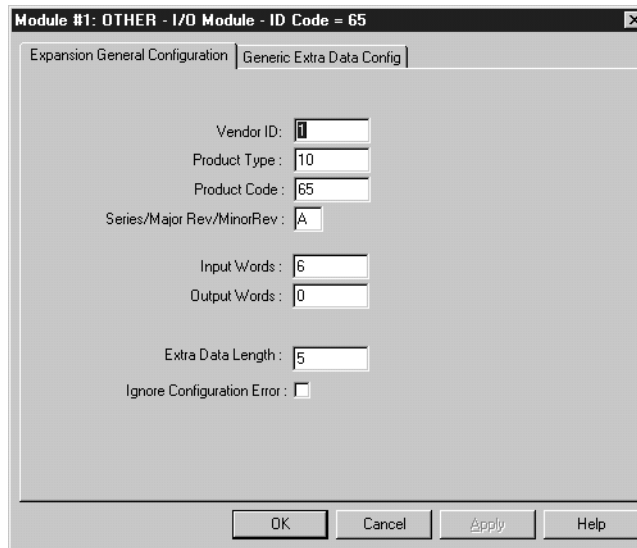 Module #1: OTHER - I/O Module - ID Code = 65
Expansion General Configuration
Generic Extra Data Config
Vendor ID: 1
Product Type : 10
Product Code : 65
Series/Major Rev/MinorRev : A
Input Words : 6
Output Words : 0
Extra Data Length : 5
Ignore Configuration Error :
OK
Cancel
Apply
Help